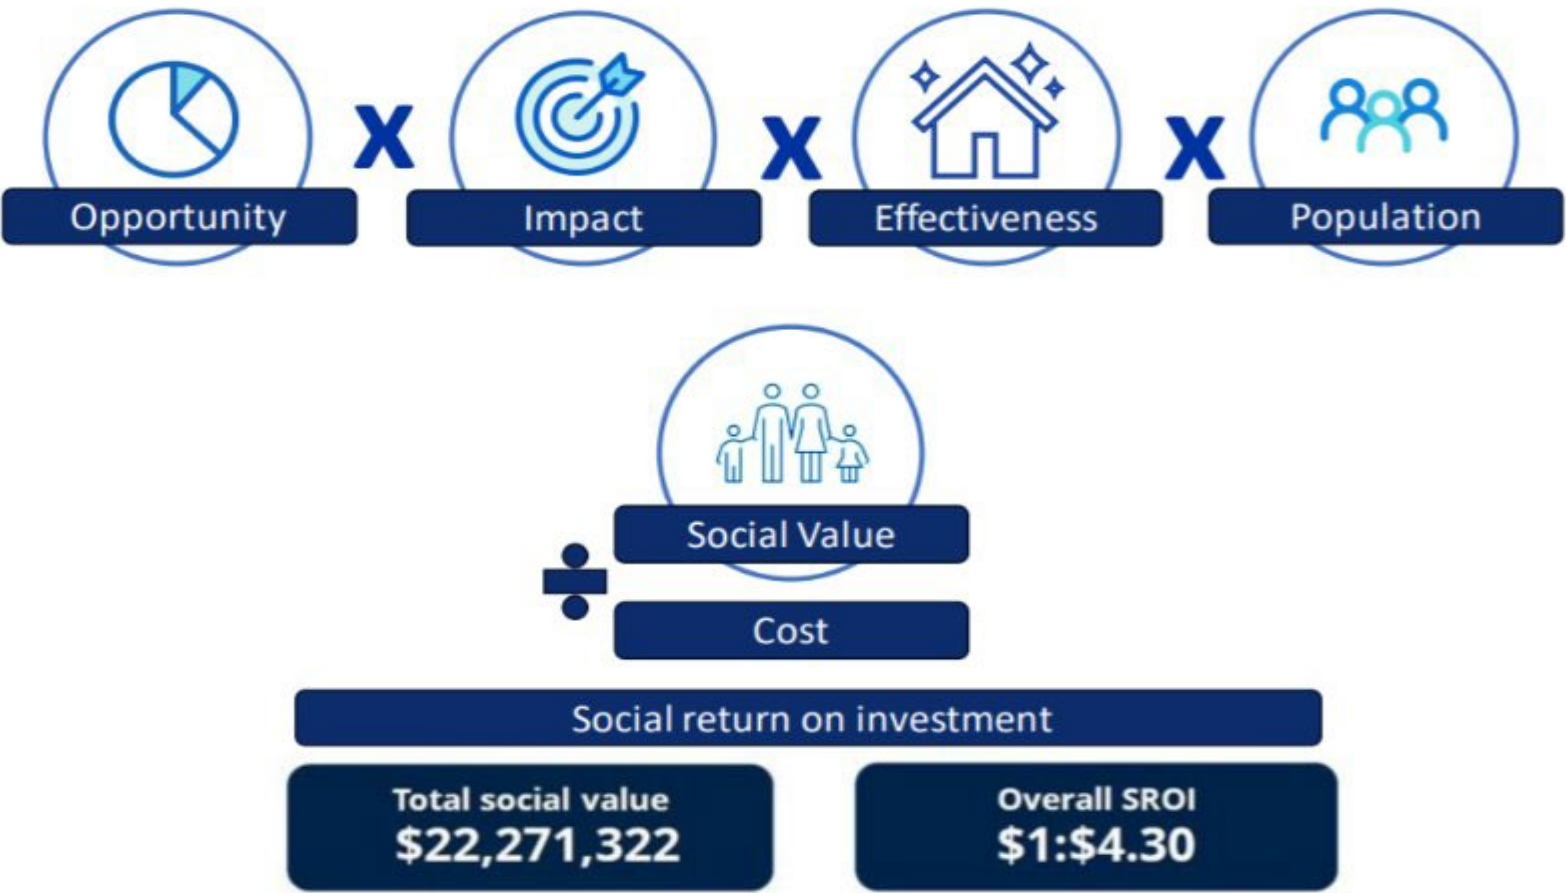 X
X
X
Opportunity
Impact
Effectiveness
Population
Social Value
÷
Cost
Social return on investment
Total social value
$22,271,322
Overall SROI
$1:$4.30